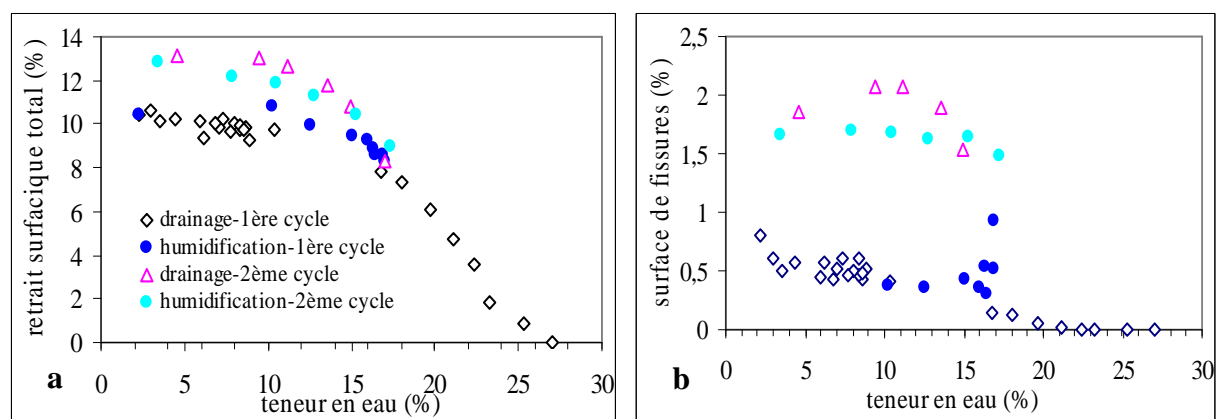 retrait surfacique total (%)
14
12
10
8
6
4
2
0
drainage-1ère cycle
humidification-1ère cycle
drainage-2ème cycle
humidification-2ème cycle
a
0 5 10 15 20 25 30
teneur en eau (%)
surface de fissures (%)
2,5
2
1,5
1
0,5
0
b
0 5 10 15 20 25 30
teneur en eau (%)